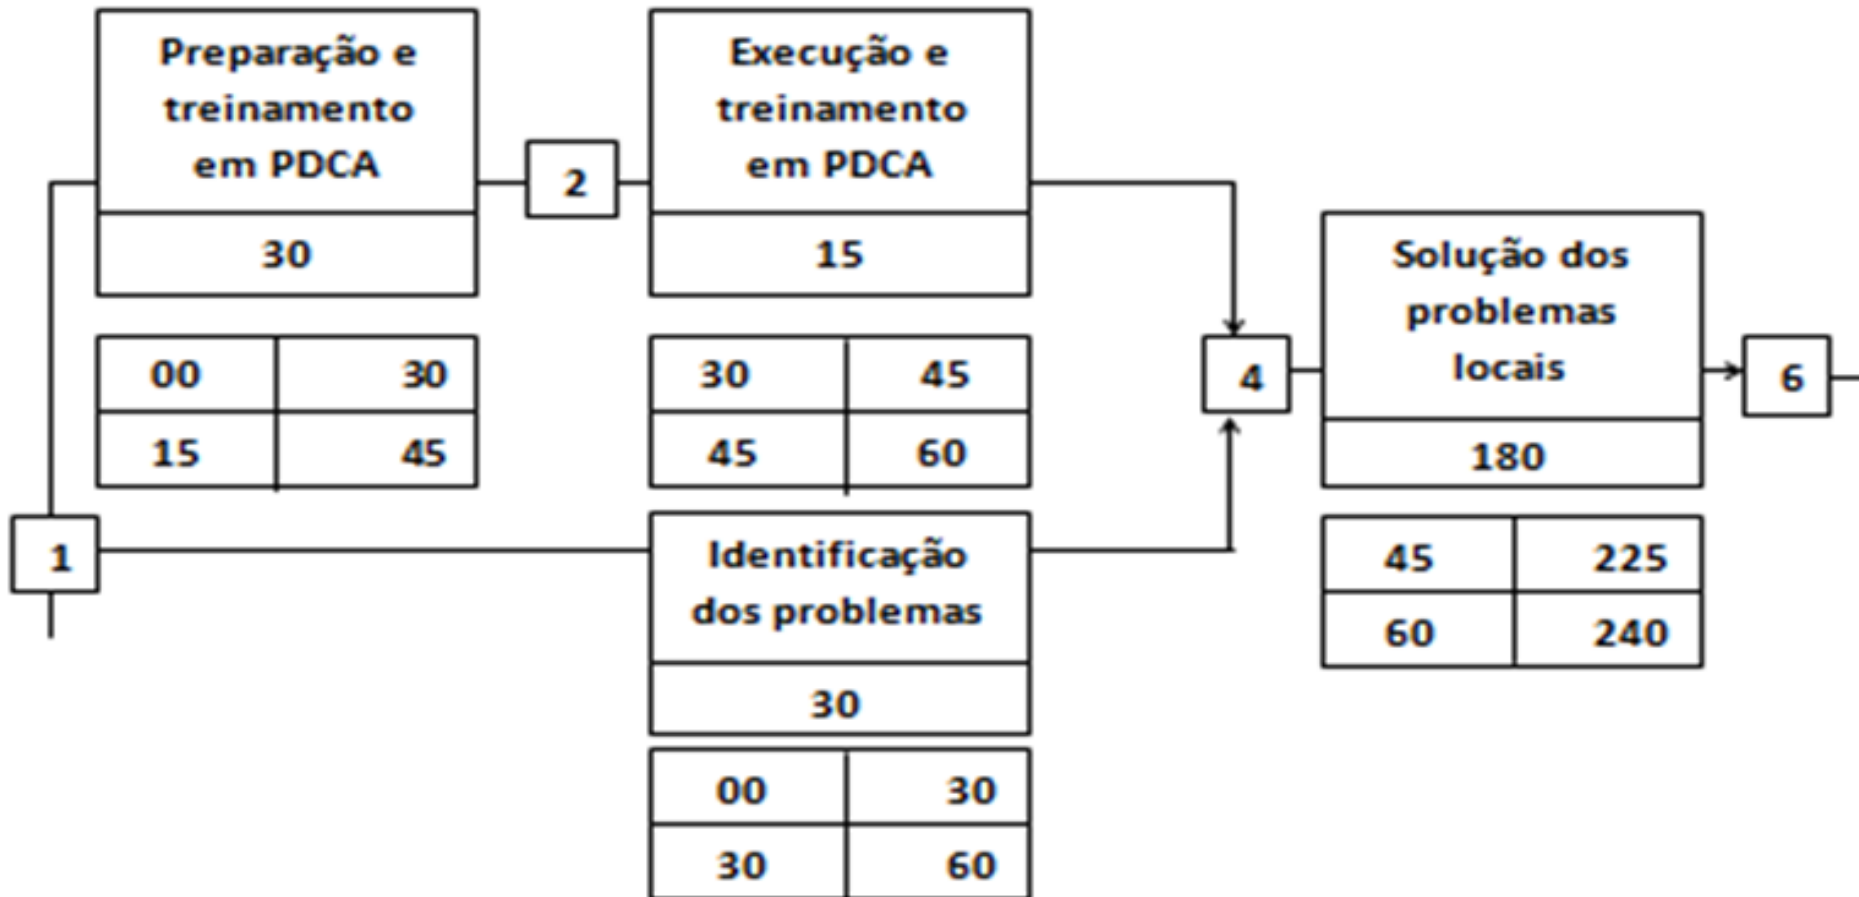 Preparação e
treinamento
em PDCA
30
00 30
15 45
2
Execução e
treinamento
em PDCA
15
30 45
45 60
1
Identificação
dos problemas
30
00 30
30 60
4
Solução dos
problemas
locais
180
45 225
60 240
6